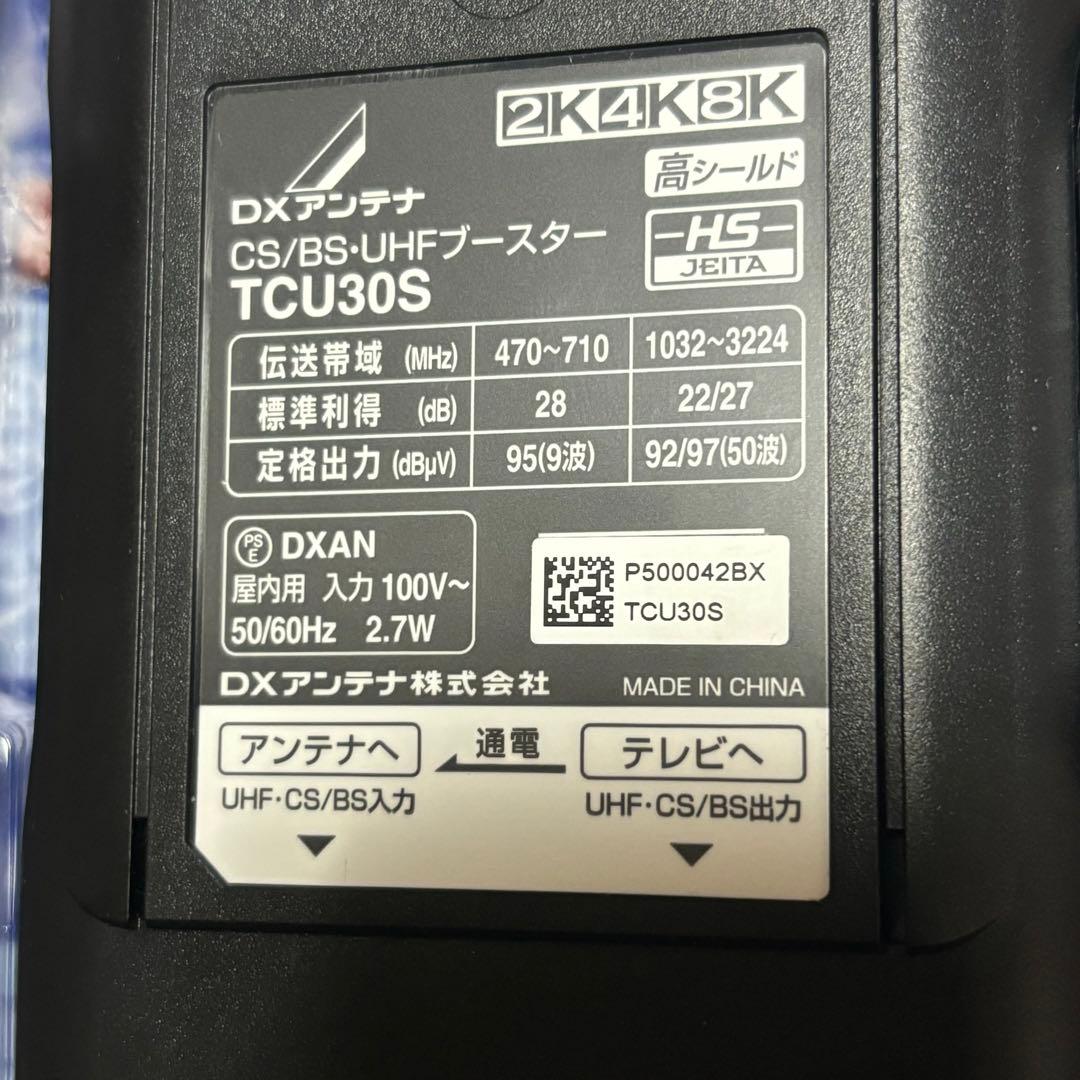 2K4K8K
高シールド
DXアンテナ
CS/BS・UHFブースター
TCU30S
HS
JEITA
伝送帯域 (MHz) 470~710 1032~3224
標準利得 (dB) 28 22/27
定格出力 (dBμV) 95(9波) 92/97(50波)
PSE DXAN
屋内用 入力 100V~
50/60Hz 2.7W
P500042BX
TCU30S
DXアンテナ株式会社 MADE IN CHINA
アンテナへ 通電 テレビへ
UHF・CS/BS入力 UHF・CS/BS出力